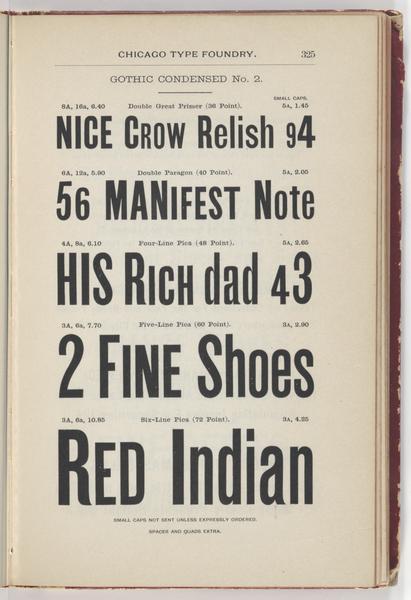 CHICAGO TYPE FOUNDRY. 325
GOTHIC CONDENSED No. 2.
SMALL CAPS,
8A, 16a, 6.40 Double Great Primer (36 Point). 5A, 1.45
NICE CROW Relish 94
6A, 12a, 5.90 Double Paragon (40 Point). 5A, 2.05
56 MANIFEST Note
4A, 8a, 6.10 Four-Line Pica (48 Point). 5A, 2.65
HIS RICH dad 43
3A, 6a, 7.70 Five-Line Pica (60 Point). 3A, 2.90
2 FINE Shoes
3A, 6a, 10.85 Six-Line Pica (72 Point). 3A, 4.25
RED Indian
SMALL CAPS NOT SENT UNLESS EXPRESSLY ORDERED.
SPACES AND QUADS EXTRA.